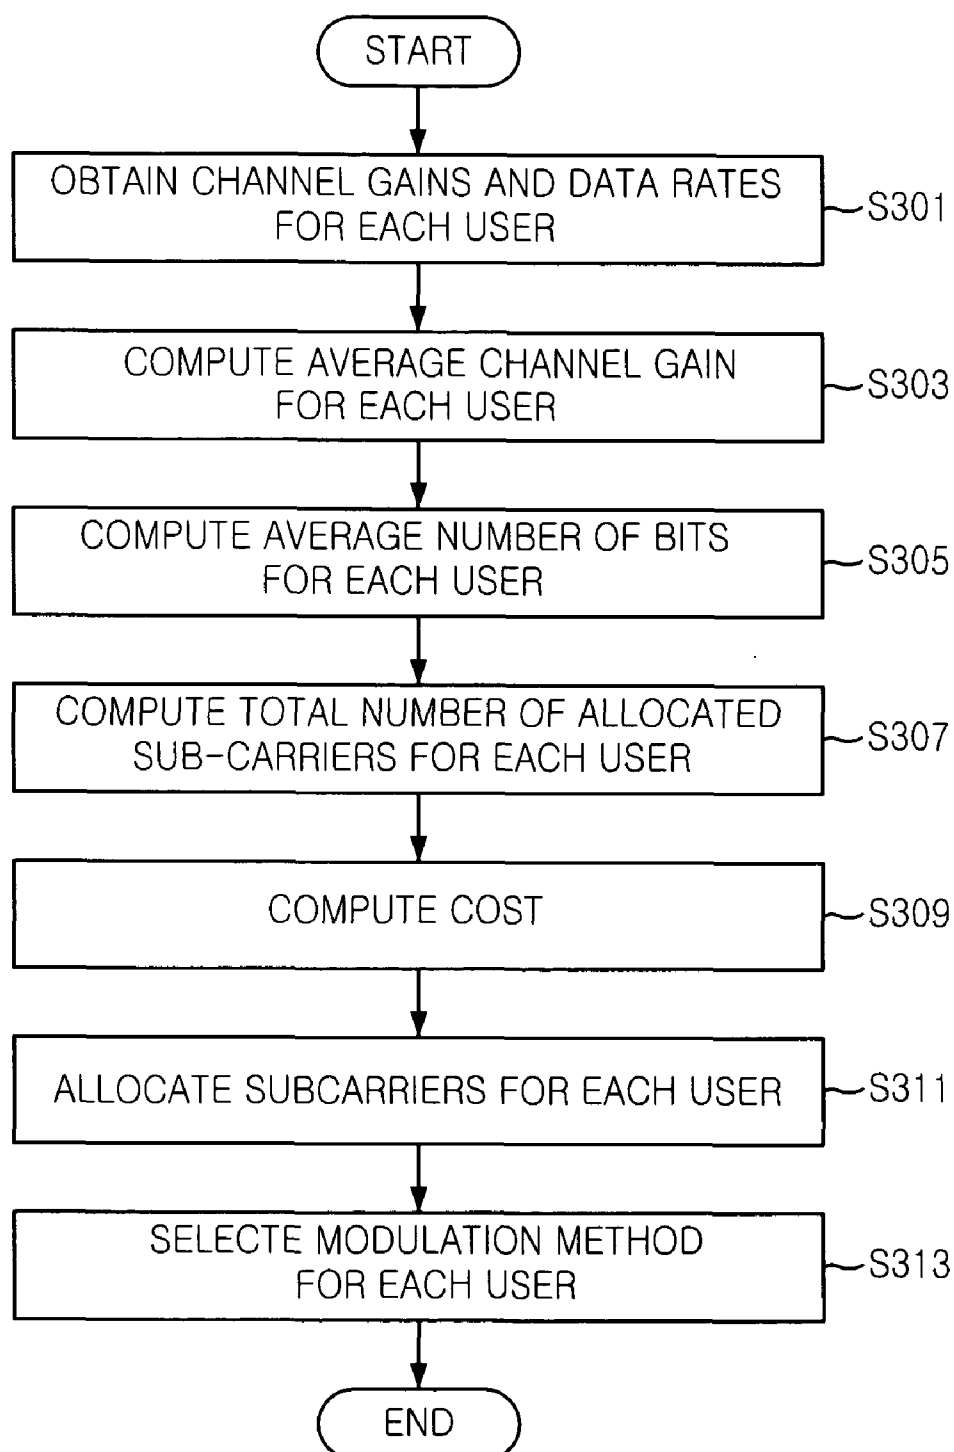 START
OBTAIN CHANNEL GAINS AND DATA RATES
FOR EACH USER
S301
COMPUTE AVERAGE CHANNEL GAIN
FOR EACH USER
S303
COMPUTE AVERAGE NUMBER OF BITS
FOR EACH USER
S305
COMPUTE TOTAL NUMBER OF ALLOCATED
SUB-CARRIERS FOR EACH USER
S307
COMPUTE COST
S309
ALLOCATE SUBCARRIERS FOR EACH USER
S311
SELECTE MODULATION METHOD
FOR EACH USER
S313
END